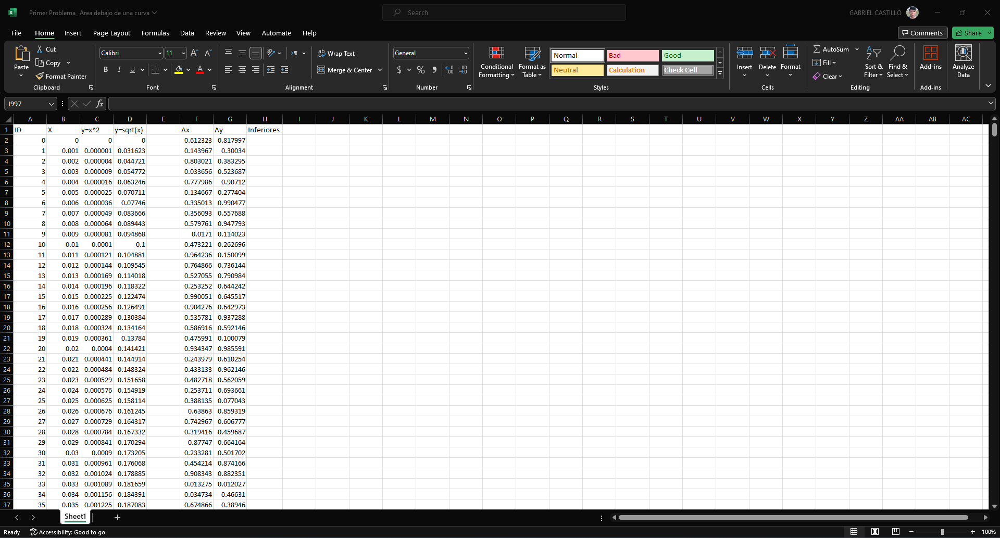 Primer Problema_ Area debajo de una curva
Search
GABRIEL CASTILLO
File Home Insert Page Layout Formulas Data Review View Automate Help
Comments Share
Paste Cut Copy Format Painter Clipboard
Calibri 11 B I U Font
ab Wrap Text Merge & Center Alignment
General $ % Number
Conditional Formatting Format as Table
Normal Bad Good
Neutral Calculation Check Cell
Styles
Insert Delete Format Cells
AutoSum Fill Clear Sort & Filter Find & Select Editing
Add-ins Add-ins
Analyze Data
J997 fx
A B C D E F G H I J K L M N O P Q R S T U V W X Y Z AA AB AC
1 ID X y=x^2 y=sqrt(x) Ax Ay Inferiores
2 0 0 0 0 0.612323 0.817997
3 1 0.001 0.000001 0.031623 0.143967 0.30034
4 2 0.002 0.000004 0.044721 0.803021 0.383295
5 3 0.003 0.000009 0.054772 0.033656 0.523687
6 4 0.004 0.000016 0.063246 0.777986 0.90712
7 5 0.005 0.000025 0.070711 0.134667 0.277404
8 6 0.006 0.000036 0.07746 0.335013 0.990477
9 7 0.007 0.000049 0.083666 0.356093 0.557688
10 8 0.008 0.000064 0.089443 0.579761 0.947793
11 9 0.009 0.000081 0.094868 0.0171 0.114023
12 10 0.01 0.0001 0.1 0.473221 0.262696
13 11 0.011 0.000121 0.104881 0.964236 0.150099
14 12 0.012 0.000144 0.109545 0.764866 0.736144
15 13 0.013 0.000169 0.114018 0.527055 0.790984
16 14 0.014 0.000196 0.118322 0.253252 0.644242
17 15 0.015 0.000225 0.122474 0.990051 0.645517
18 16 0.016 0.000256 0.126491 0.904276 0.642973
19 17 0.017 0.000289 0.130384 0.535781 0.937288
20 18 0.018 0.000324 0.134164 0.586916 0.592146
21 19 0.019 0.000361 0.13784 0.475991 0.100079
22 20 0.02 0.0004 0.141421 0.934347 0.985591
23 21 0.021 0.000441 0.144914 0.243979 0.610254
24 22 0.022 0.000484 0.148324 0.433133 0.962146
25 23 0.023 0.000529 0.151658 0.482718 0.562059
26 24 0.024 0.000576 0.154919 0.253711 0.693661
27 25 0.025 0.000625 0.158114 0.388135 0.077043
28 26 0.026 0.000676 0.161245 0.63863 0.859319
29 27 0.027 0.000729 0.164317 0.742967 0.606777
30 28 0.028 0.000784 0.167332 0.319416 0.459687
31 29 0.029 0.000841 0.170294 0.87747 0.664164
32 30 0.03 0.0009 0.173205 0.233281 0.501702
33 31 0.031 0.000961 0.176068 0.454214 0.874166
34 32 0.032 0.001024 0.178885 0.908343 0.882351
35 33 0.033 0.001089 0.181659 0.013275 0.012027
36 34 0.034 0.001156 0.184391 0.034734 0.46631
37 35 0.035 0.001225 0.187083 0.674866 0.38946
Sheet1
Ready Accessibility: Good to go 100%